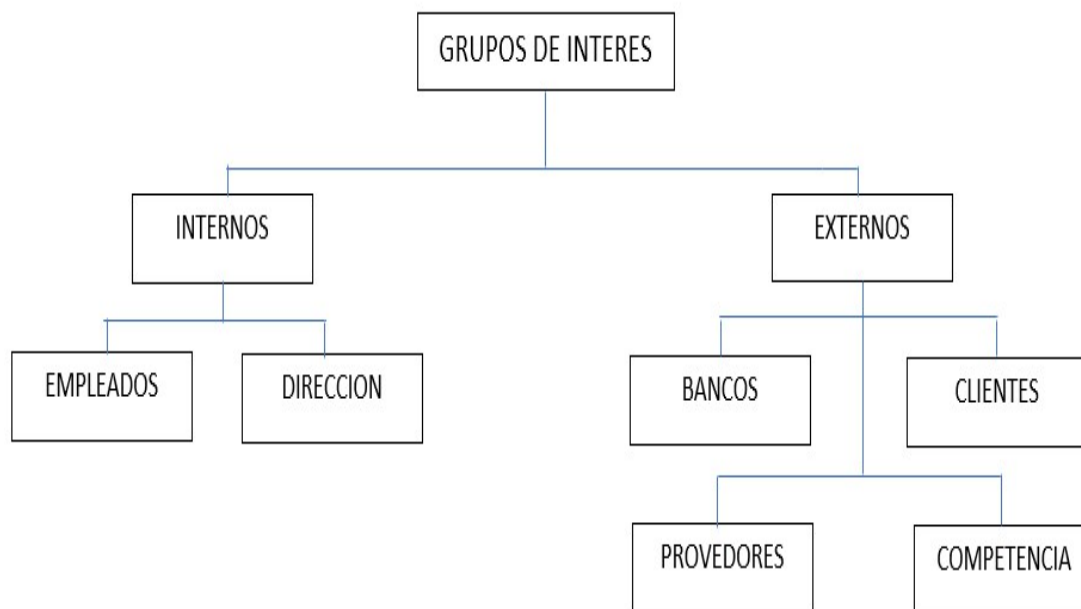 GRUPOS DE INTERES
INTERNOS
EXTERNOS
EMPLEADOS
DIRECCION
BANCOS
CLIENTES
PROVEDORES
COMPETENCIA